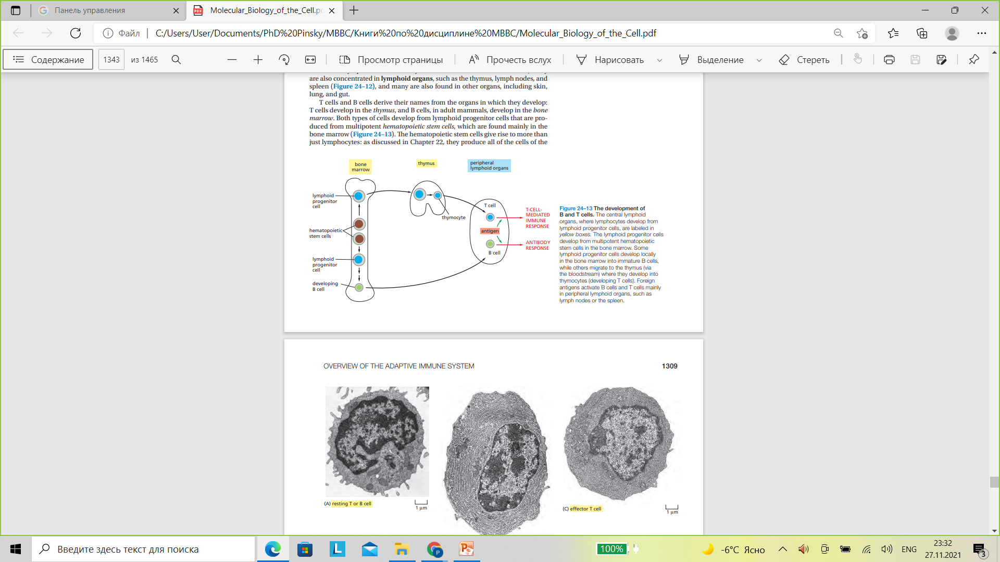 Панель управления
Molecular_Biology_of_the_Cell.pc
Файл
C:/Users/User/Documents/PhD%20Pinsky/MBBC/Книги%20по%20дисциплине%20MBBC/Molecular_Biology_of_the_Cell.pdf
Содержание
1343
из 1465
Просмотр страницы
Прочесть вслух
Нарисовать
Выделение
Стереть
are also concentrated in lymphoid organs, such as the thymus, lymph nodes, and
spleen (Figure 24–12), and many are also found in other organs, including skin,
lung, and gut.
T cells and B cells derive their names from the organs in which they develop:
T cells develop in the thymus, and B cells, in adult mammals, develop in the bone
marrow. Both types of cells develop from lymphoid progenitor cells that are pro-
duced from multipotent hematopoietic stem cells, which are found mainly in the
bone marrow (Figure 24–13). The hematopoietic stem cells give rise to more than
just lymphocytes: as discussed in Chapter 22, they produce all of the cells of the
bone
marrow
thymus
peripheral
lymphoid organs
lymphoid
progenitor
cell
hematopoietic
stem cells
lymphoid
progenitor
cell
developing
B cell
thymocyte
T cell
antigen
B cell
T-CELL-
MEDIATED
IMMUNE
RESPONSE
ANTIBODY
RESPONSE
Figure 24–13 The development of
B and T cells. The central lymphoid
organs, where lymphocytes develop from
lymphoid progenitor cells, are labeled in
yellow boxes. The lymphoid progenitor cells
develop from multipotent hematopoietic
stem cells in the bone marrow. Some
lymphoid progenitor cells develop locally
in the bone marrow into immature B cells,
while others migrate to the thymus (via
the bloodstream) where they develop into
thymocytes (developing T cells). Foreign
antigens activate B cells and T cells mainly
in peripheral lymphoid organs, such as
lymph nodes or the spleen.
OVERVIEW OF THE ADAPTIVE IMMUNE SYSTEM
1309
(A) resting T or B cell
1 µm
(C) effector T cell
1 µm
Введите здесь текст для поиска
100%
-6°C Ясно
ENG
23:32
27.11.2021
3